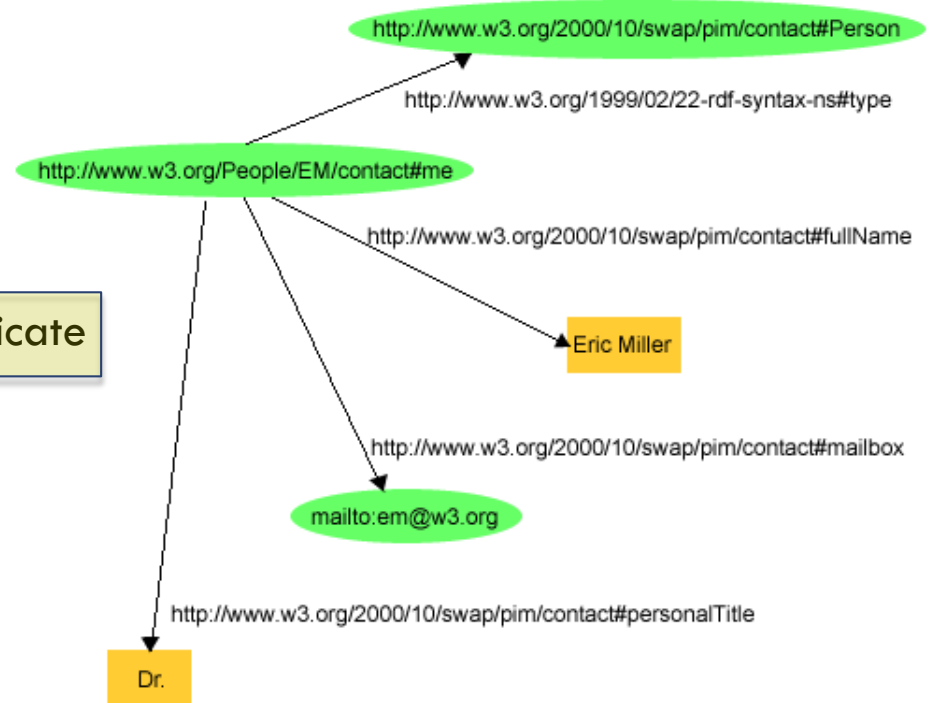 http://www.w3.org/2000/10/swap/pim/contact#Person
http://www.w3.org/1999/02/22-rdf-syntax-ns#type
http://www.w3.org/People/EM/contact#me
http://www.w3.org/2000/10/swap/pim/contact#fullName
icate
Eric Miller
http://www.w3.org/2000/10/swap/pim/contact#mailbox
mailto:em@w3.org
http://www.w3.org/2000/10/swap/pim/contact#personalTitle
Dr.